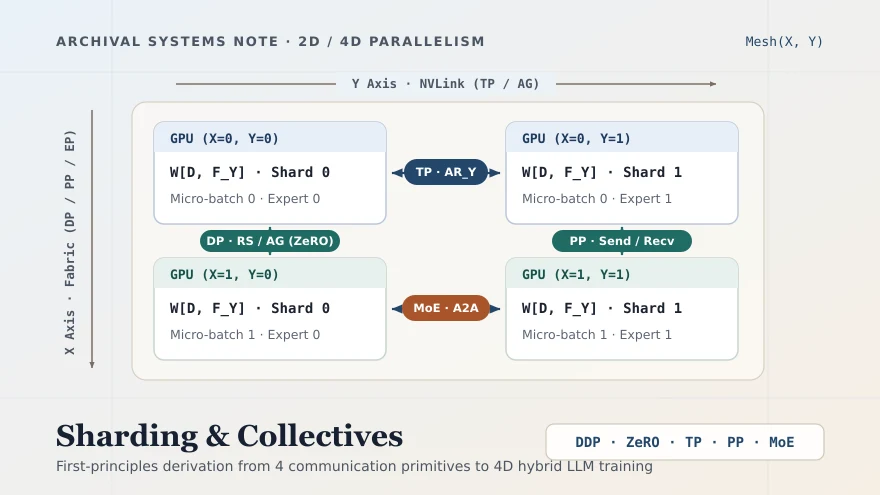 ARCHIVAL SYSTEMS NOTE · 2D / 4D PARALLELISM
Mesh(X, Y)
Y Axis · NVLink (TP / AG)
X Axis · Fabric (DP / PP / EP)
GPU (X=0, Y=0)
W[D, F_Y] · Shard 0
Micro-batch 0 · Expert 0
TP · AR_Y
GPU (X=0, Y=1)
W[D, F_Y] · Shard 1
Micro-batch 0 · Expert 1
DP · RS / AG (ZeRO)
PP · Send / Recv
GPU (X=1, Y=0)
W[D, F_Y] · Shard 0
Micro-batch 1 · Expert 0
MoE · A2A
GPU (X=1, Y=1)
W[D, F_Y] · Shard 1
Micro-batch 1 · Expert 1
Sharding & Collectives
DDP · ZeRO · TP · PP · MoE
First-principles derivation from 4 communication primitives to 4D hybrid LLM training